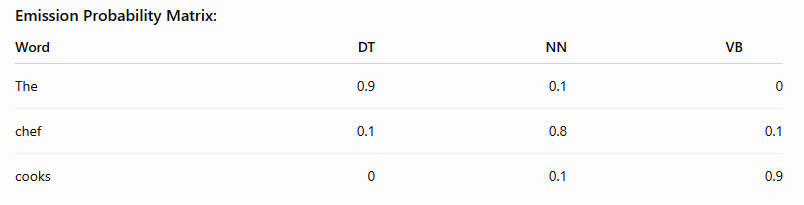 Emission Probability Matrix:
Word DT NN VB
The 0.9 0.1 0
chef 0.1 0.8 0.1
cooks 0 0.1 0.9